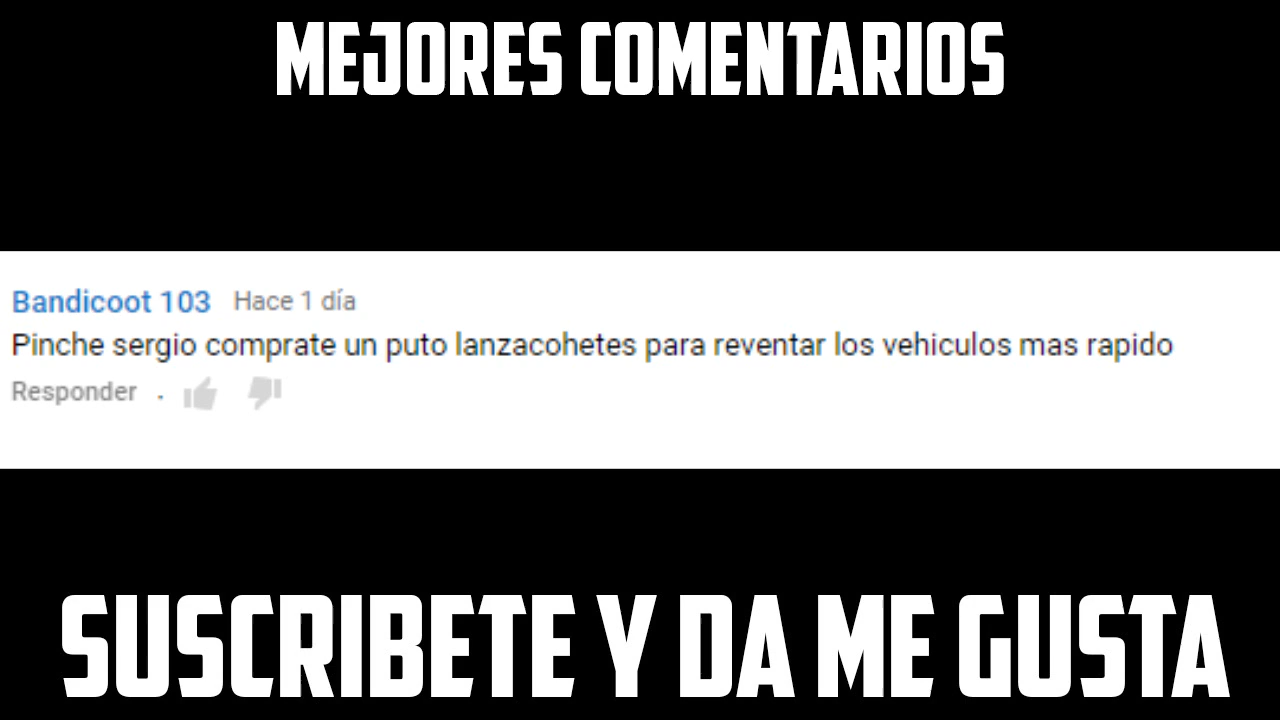 MEJORES COMENTARIOS
Bandicoot 103 Hace 1 día
Pinche sergio comprate un puto lanzacohetes para reventar los vehiculos mas rapido
Responder .
SUSCRIBETE Y DA ME GUSTA